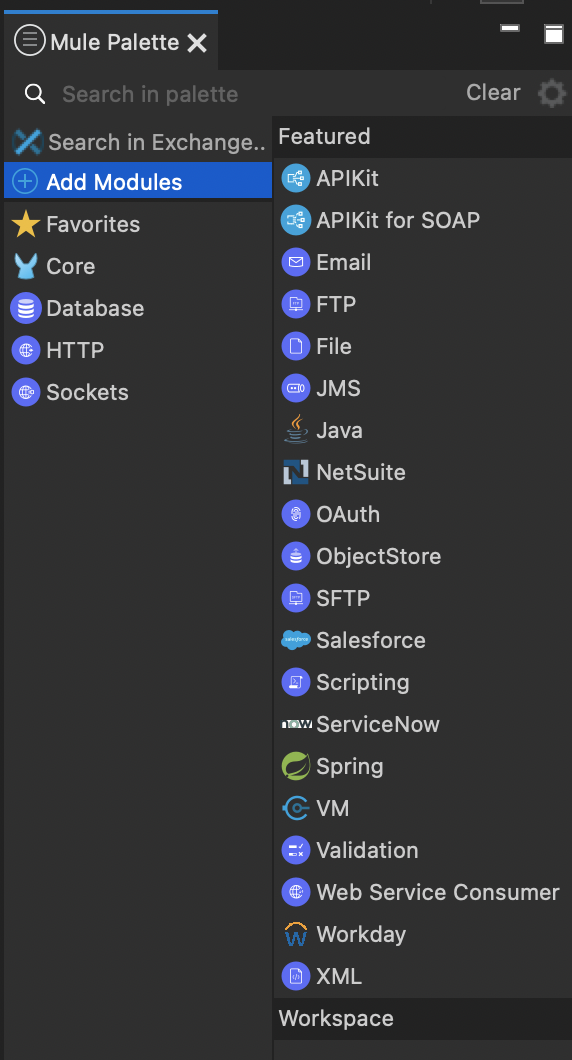 Mule Palette
Search in palette
Clear
Search in Exchange..
Add Modules
Favorites
Core
Database
HTTP
Sockets
Featured
APIKit
APIKit for SOAP
Email
FTP
File
JMS
Java
NetSuite
OAuth
ObjectStore
SFTP
salesforce
Salesforce
Scripting
now
ServiceNow
Spring
VM
Validation
Web Service Consumer
Workday
XML
Workspace